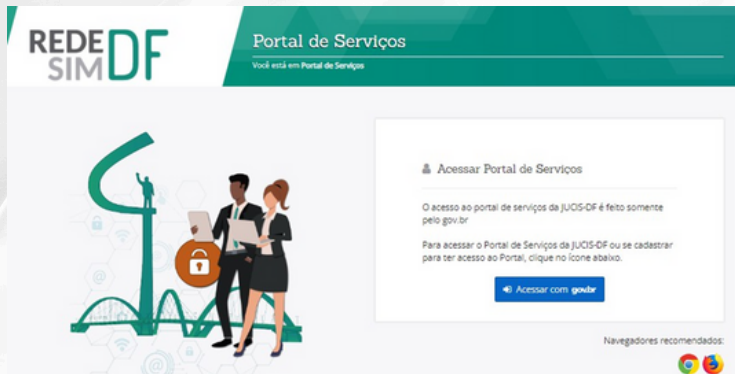 REDE
SIM DF
Portal de Serviços
Você está em Portal de Serviços
Acessar Portal de Serviços
O acesso ao portal de serviços da JUCIS-DF é feito somente
pelo gov.br
Para acessar o Portal de Serviços da JUCIS-DF ou se cadastrar
para ter acesso ao Portal, clique no ícone abaixo.
Acessar com gov.br
Navegadores recomendados: